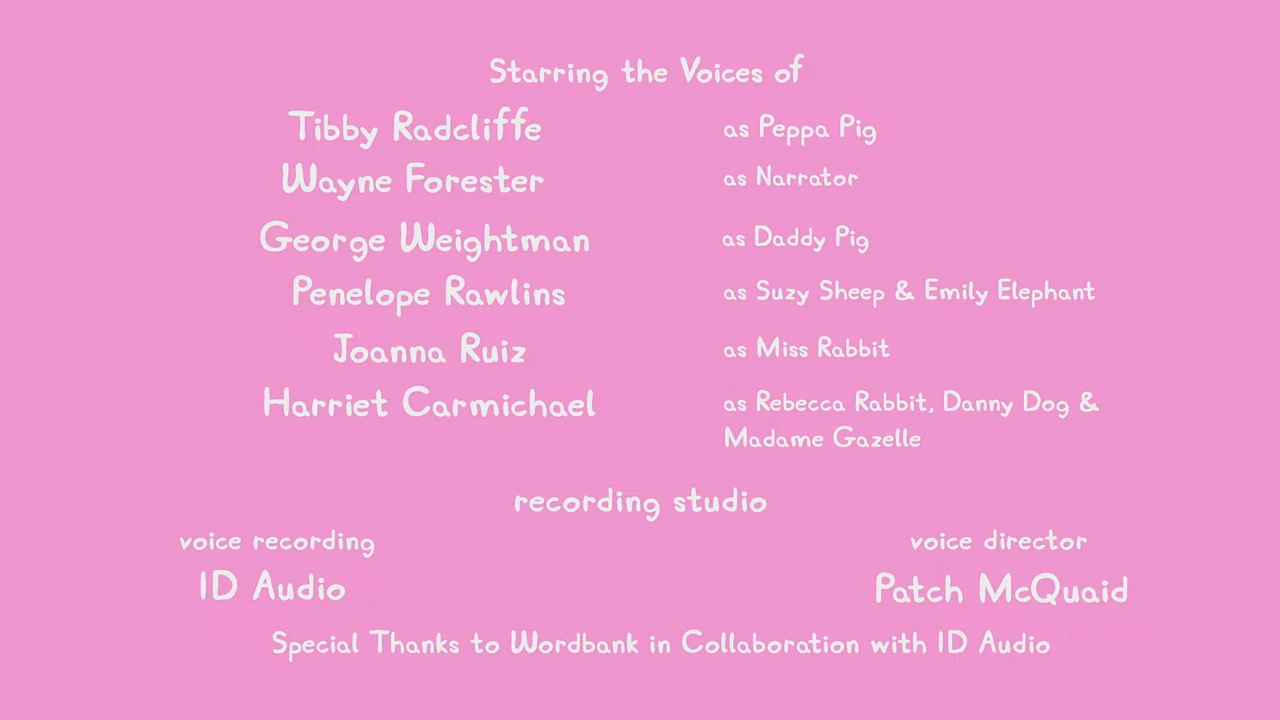 Starring the Voices of
Tibby Radcliffe as Peppa Pig
Wayne Forester as Narrator
George Weightman as Daddy Pig
Penelope Rawlins as Suzy Sheep & Emily Elephant
Joanna Ruiz as Miss Rabbit
Harriet Carmichael as Rebecca Rabbit, Danny Dog &
Madame Gazelle
recording studio
voice recording voice director
ID Audio Patch McQuaid
Special Thanks to Wordbank in Collaboration with ID Audio